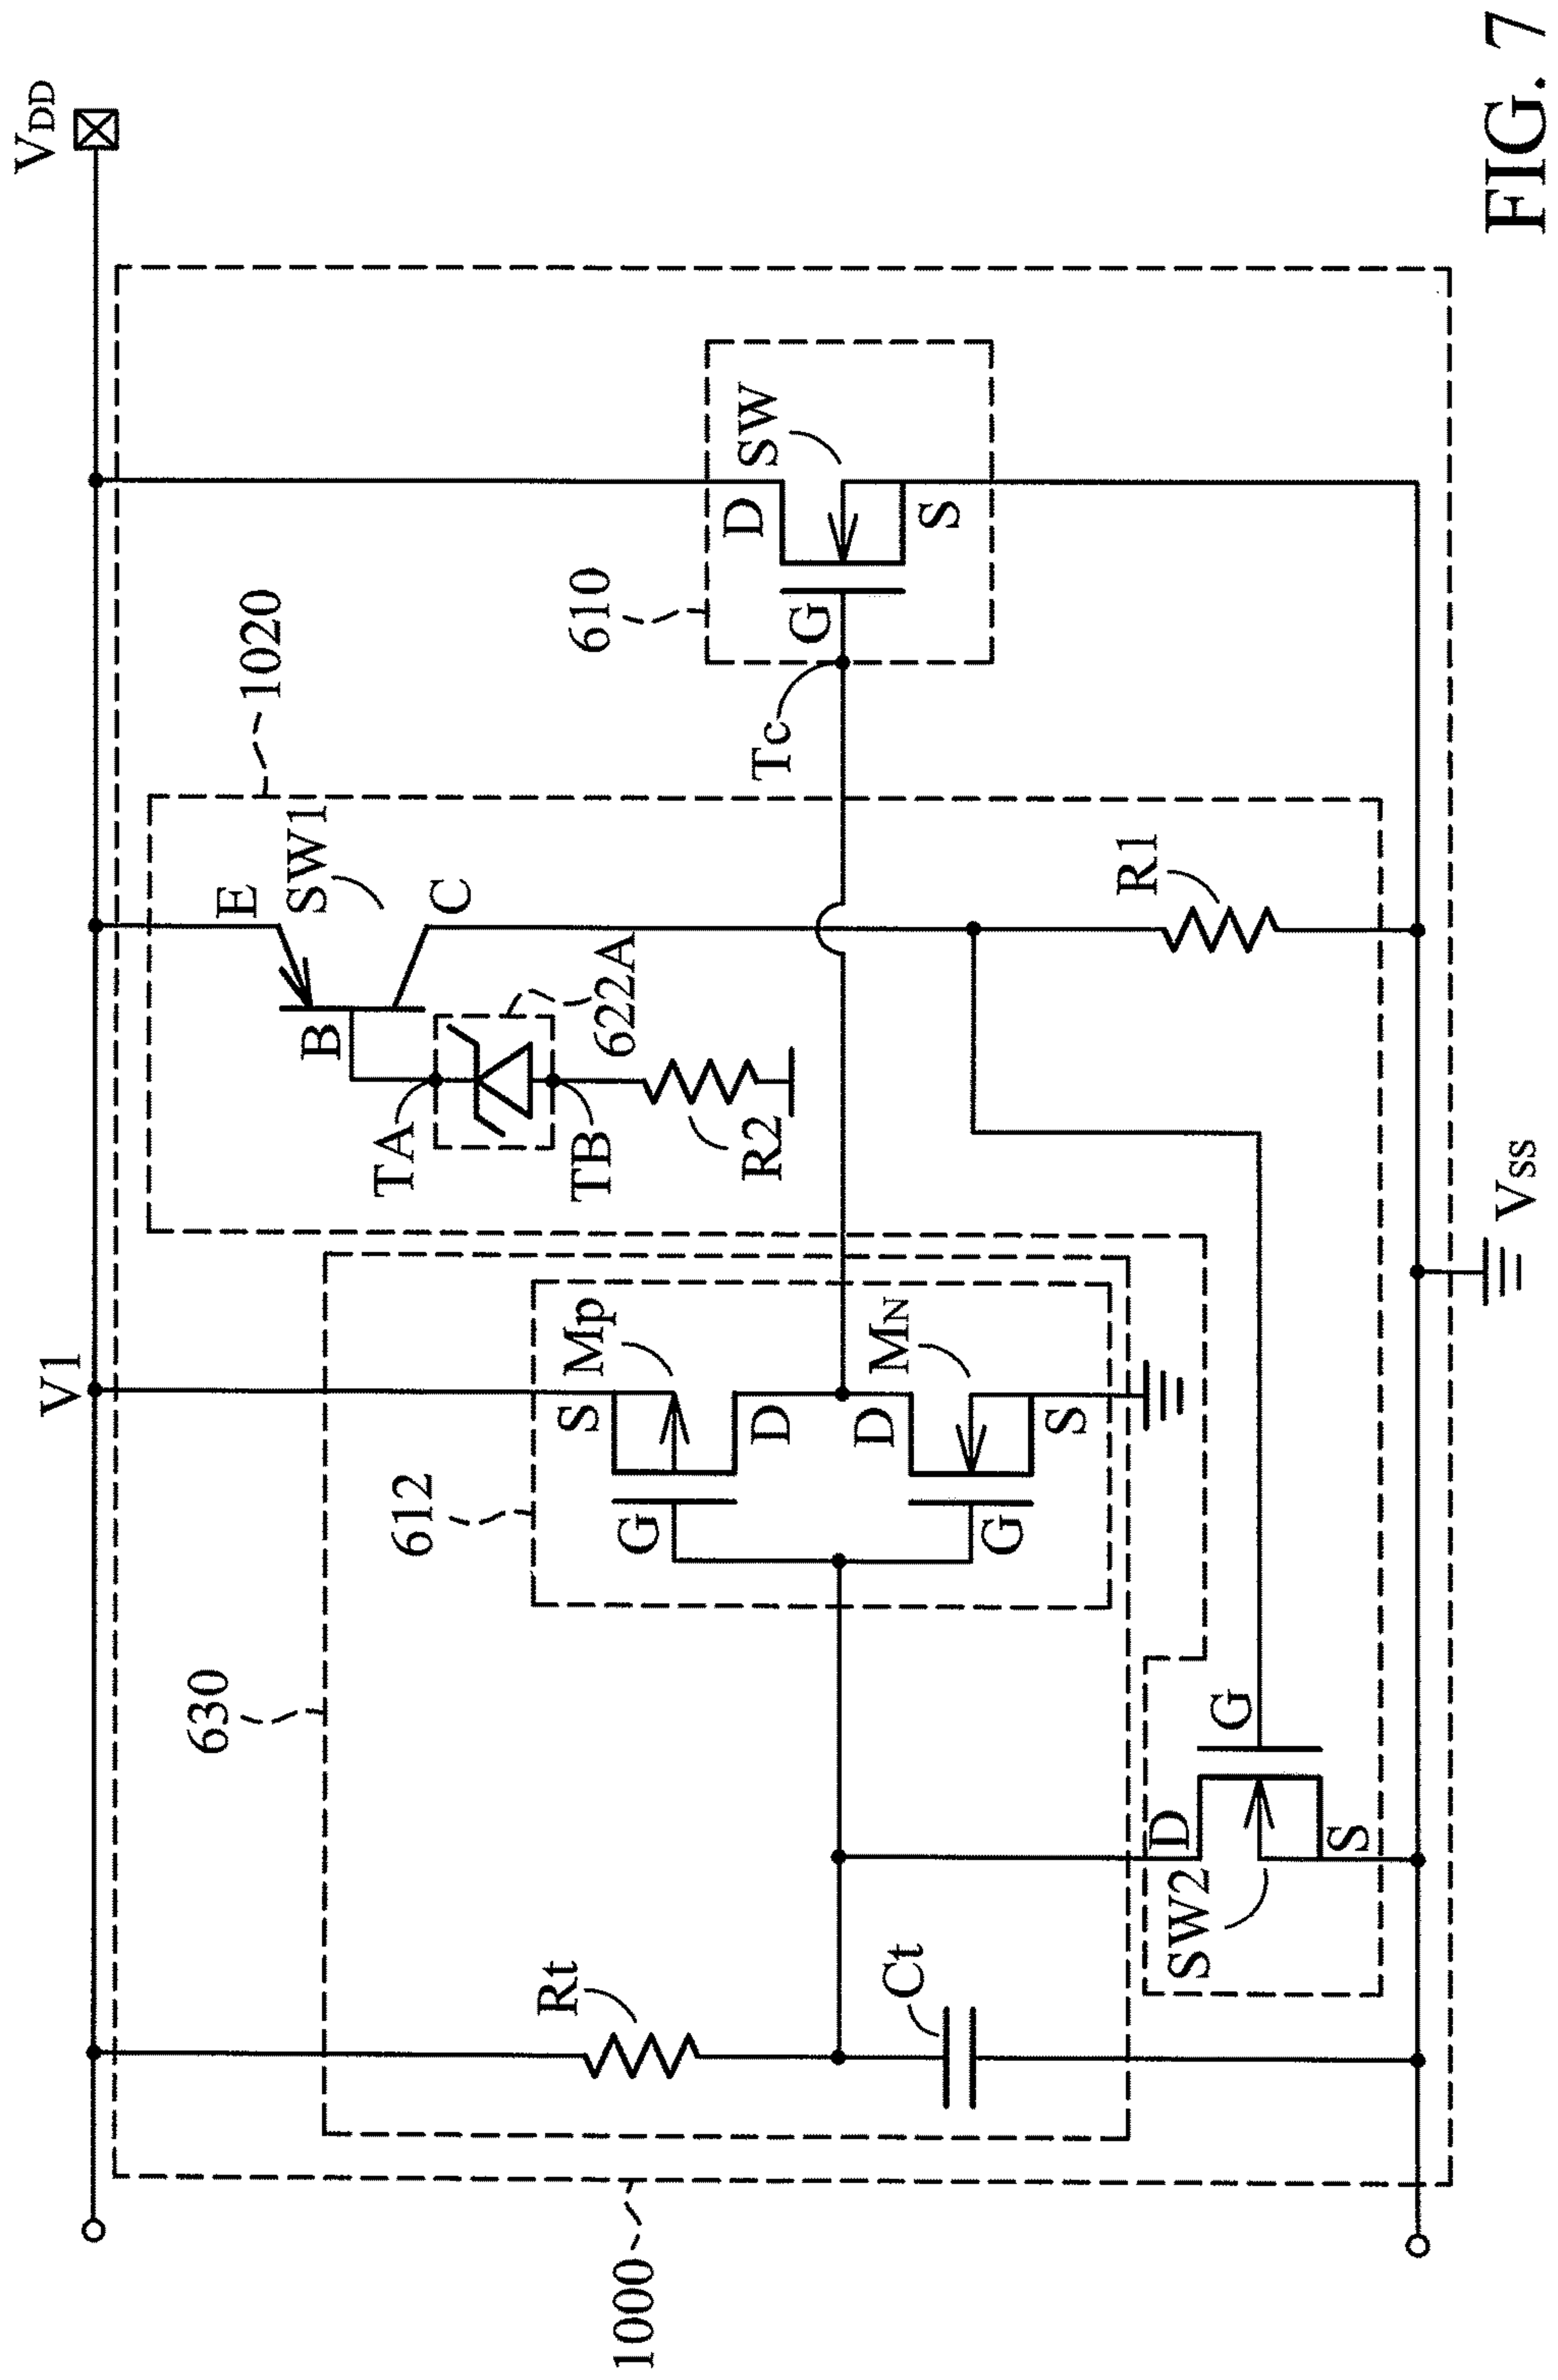 V1
VDD
1020
E
SW1
B
C
TA
622A
TB
R2
R1
610
D
SW
G
Tc
S
630
612
S
Mp
G
D
D
MN
G
S
Rt
Ct
D
G
SW2
S
1000
VSS
FIG. 7